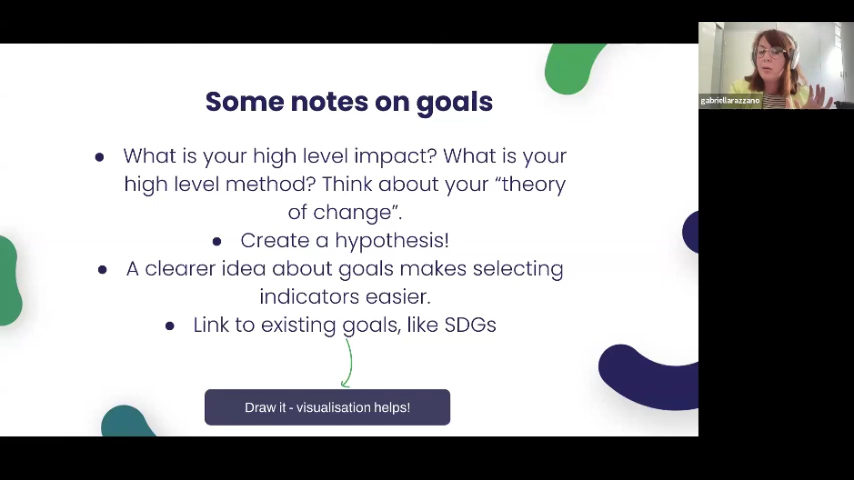 Some notes on goals
● What is your high level impact? What is your
high level method? Think about your “theory
of change”.
● Create a hypothesis!
● A clearer idea about goals makes selecting
indicators easier.
● Link to existing goals, like SDGs
Draw it - visualisation helps!
gabriellarazzano